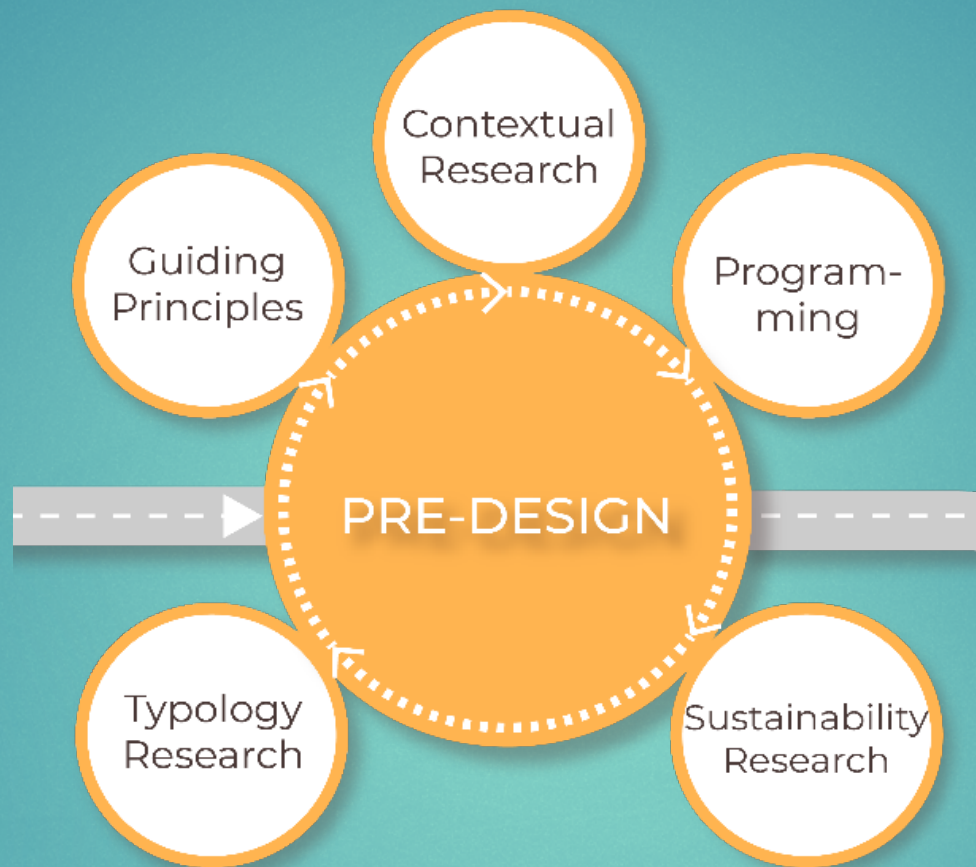 Contextual
Research
Guiding
Principles
Program-
ming
PRE-DESIGN
Typology
Research
Sustainability
Research